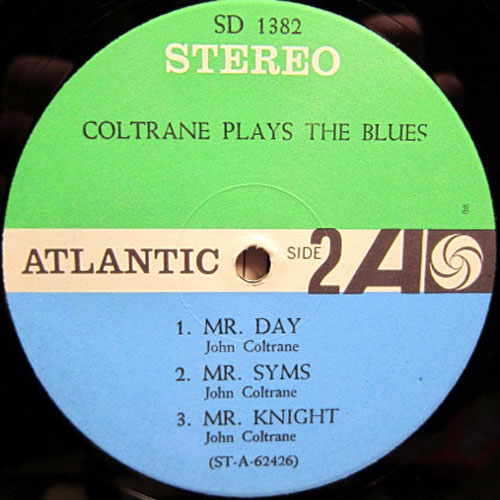 SD 1382
STEREO
COLTRANE PLAYS THE BLUES
ATLANTIC SIDE 2
1. MR. DAY
John Coltrane
2. MR. SYMS
John Coltrane
3. MR. KNIGHT
John Coltrane
(ST-A-62426)